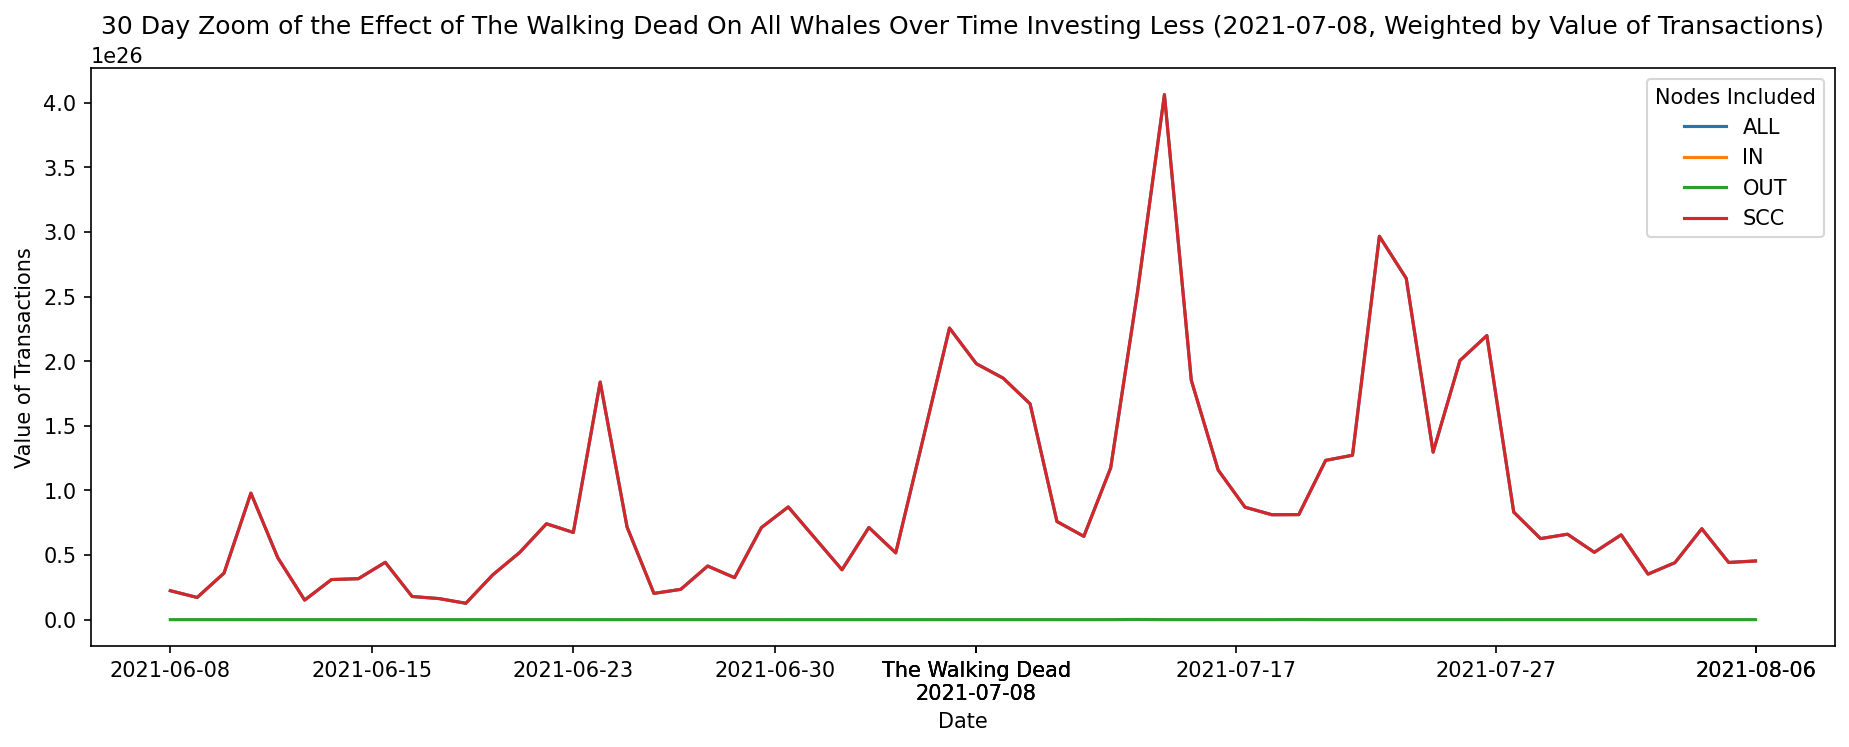 30 Day Zoom of the Effect of The Walking Dead On All Whales Over Time Investing Less (2021-07-08, Weighted by Value of Transactions)
1e26
4.0
3.5
3.0
2.5
2.0
1.5
1.0
0.5
0.0
Value of Transactions
Nodes Included
ALL
IN
OUT
SCC
2021-06-08
2021-06-15
2021-06-23
2021-06-30
The Walking Dead
2021-07-08
2021-07-17
2021-07-27
2021-08-06
Date